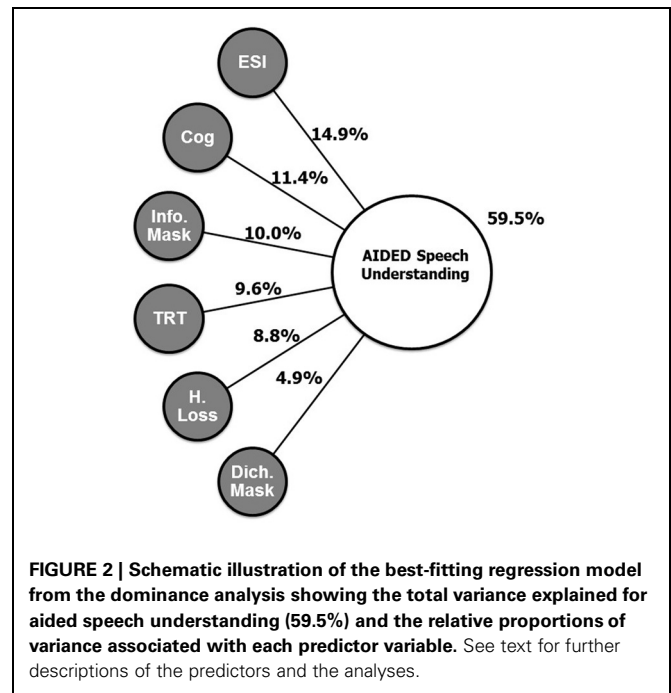 ESI
14.9%
Cog
11.4%
Info.
Mask
10.0%
59.5%
AIDED Speech
Understanding
TRT
9.6%
H.
Loss
8.8%
Dich.
Mask
4.9%
FIGURE 2 | Schematic illustration of the best-fitting regression model
from the dominance analysis showing the total variance explained for
aided speech understanding (59.5%) and the relative proportions of
variance associated with each predictor variable. See text for further
descriptions of the predictors and the analyses.